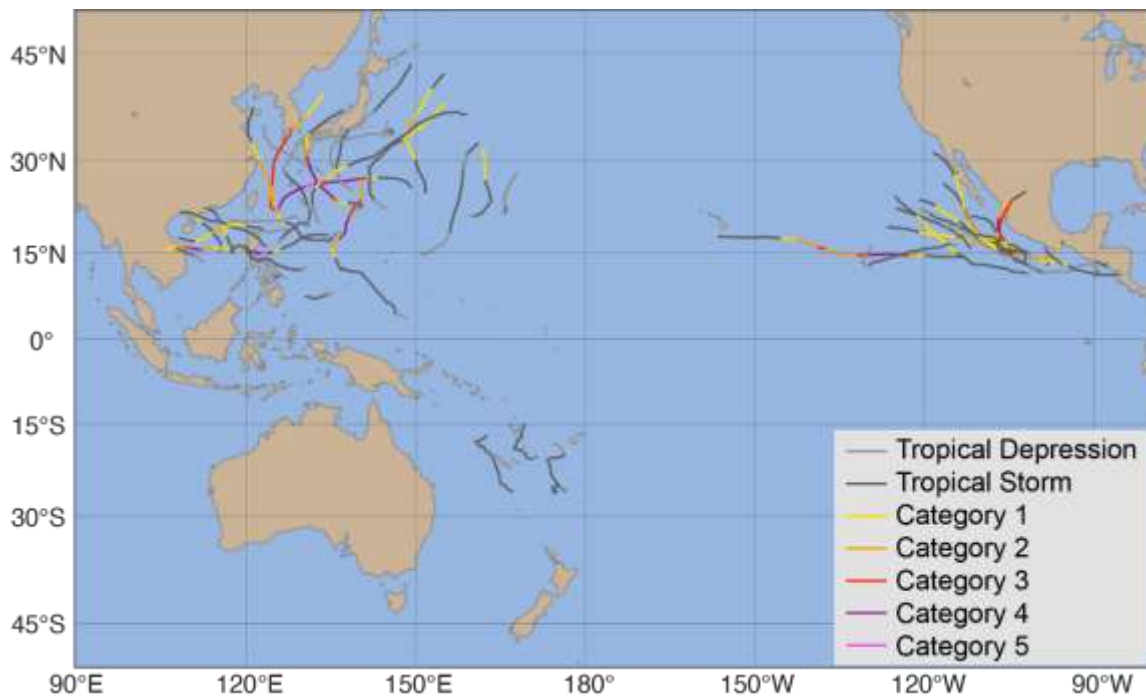 45°N
30°N
15°N
0°
15°S
30°S
45°S
90°E 120°E 150°E 180° 150°W 120°W 90°W
Tropical Depression
Tropical Storm
Category 1
Category 2
Category 3
Category 4
Category 5